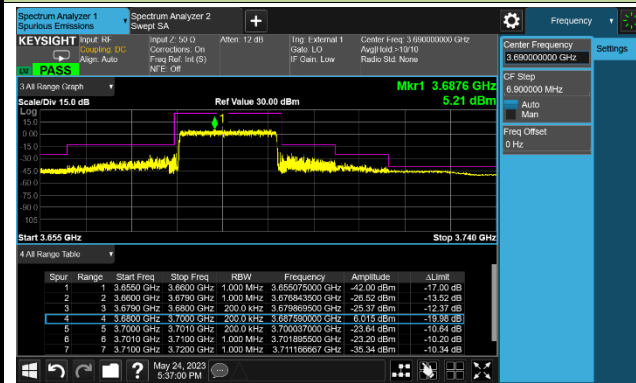 Spectrum Analyzer 1
Spurious Emissions
Spectrum Analyzer 2
Swept SA
Frequency
KEYSIGHT
Input: RF
Coupling: DC
Align: Auto
Input Z: 50 Ω
Corrections: On
Freq Ref: Int (S)
NFE: Off
Atten: 12 dB
Trig: External 1
Gate: LO
IF Gain: Low
Center Freq: 3.690000000 GHz
Avg|Hold:>10/10
Radio Std: None
PASS
Center Frequency
3.690000000 GHz
Settings
CF Step
6.900000 MHz
Auto
Man
Freq Offset
0 Hz
3 All Range Graph
Mkr1 3.6876 GHz
Scale/Div 15.0 dB
Ref Value 30.00 dBm
5.21 dBm
Log
15.0
0.00
-15.0
-30.0
-45.0
-60.0
-75.0
-90.0
-105
1
Start 3.655 GHz
Stop 3.740 GHz
4 All Range Table
Spur Range Start Freq Stop Freq RBW Frequency Amplitude ΔLimit
1 1 3.6550 GHz 3.6600 GHz 1.000 MHz 3.655075000 GHz -42.00 dBm -17.00 dB
2 2 3.6600 GHz 3.6790 GHz 1.000 MHz 3.676843500 GHz -26.52 dBm -13.52 dB
3 3 3.6790 GHz 3.6800 GHz 200.0 kHz 3.679869500 GHz -25.37 dBm -12.37 dB
4 4 3.6800 GHz 3.7000 GHz 200.0 kHz 3.687590000 GHz 6.015 dBm -19.98 dB
5 5 3.7000 GHz 3.7010 GHz 200.0 kHz 3.700037000 GHz -23.64 dBm -10.64 dB
6 6 3.7010 GHz 3.7100 GHz 1.000 MHz 3.701895500 GHz -23.20 dBm -10.20 dB
7 7 3.7100 GHz 3.7200 GHz 1.000 MHz 3.711166667 GHz -35.34 dBm -10.34 dB
May 24, 2023
5:37:00 PM